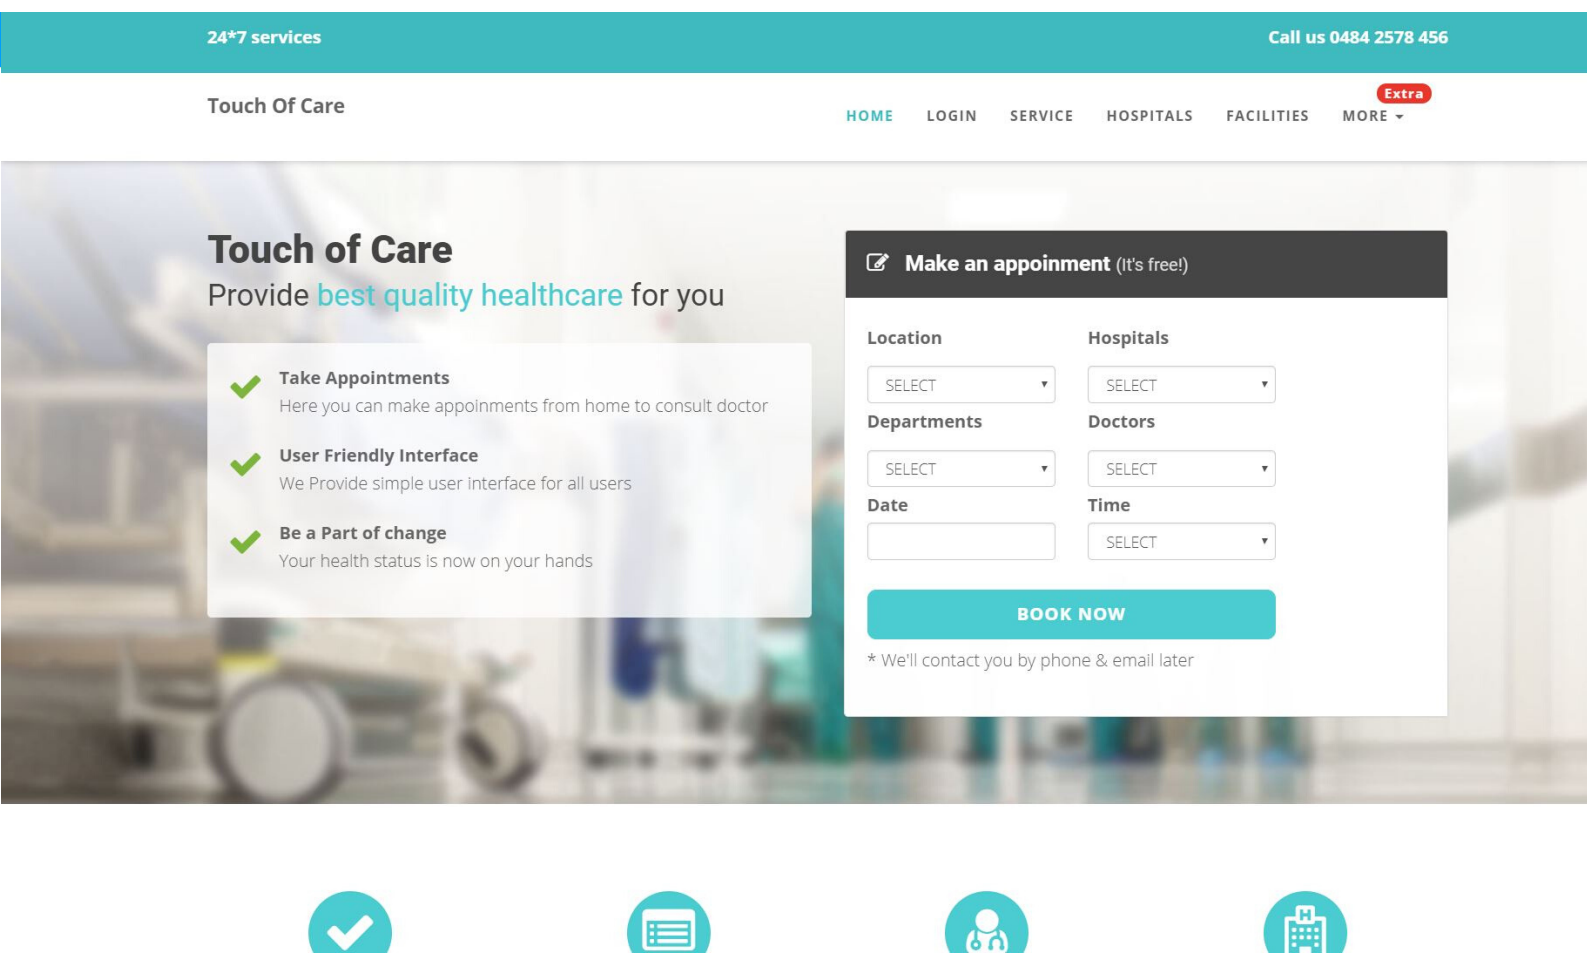 24*7 services
Call us 0484 2578 456
Touch Of Care
HOME LOGIN SERVICE HOSPITALS FACILITIES MORE
Extra
Touch of Care
Provide best quality healthcare for you
Take Appointments
Here you can make appoinments from home to consult doctor
User Friendly Interface
We Provide simple user interface for all users
Be a Part of change
Your health status is now on your hands
Make an appoinment (It's free!)
Location Hospitals
SELECT SELECT
Departments Doctors
SELECT SELECT
Date Time
SELECT
BOOK NOW
* We'll contact you by phone & email later
H